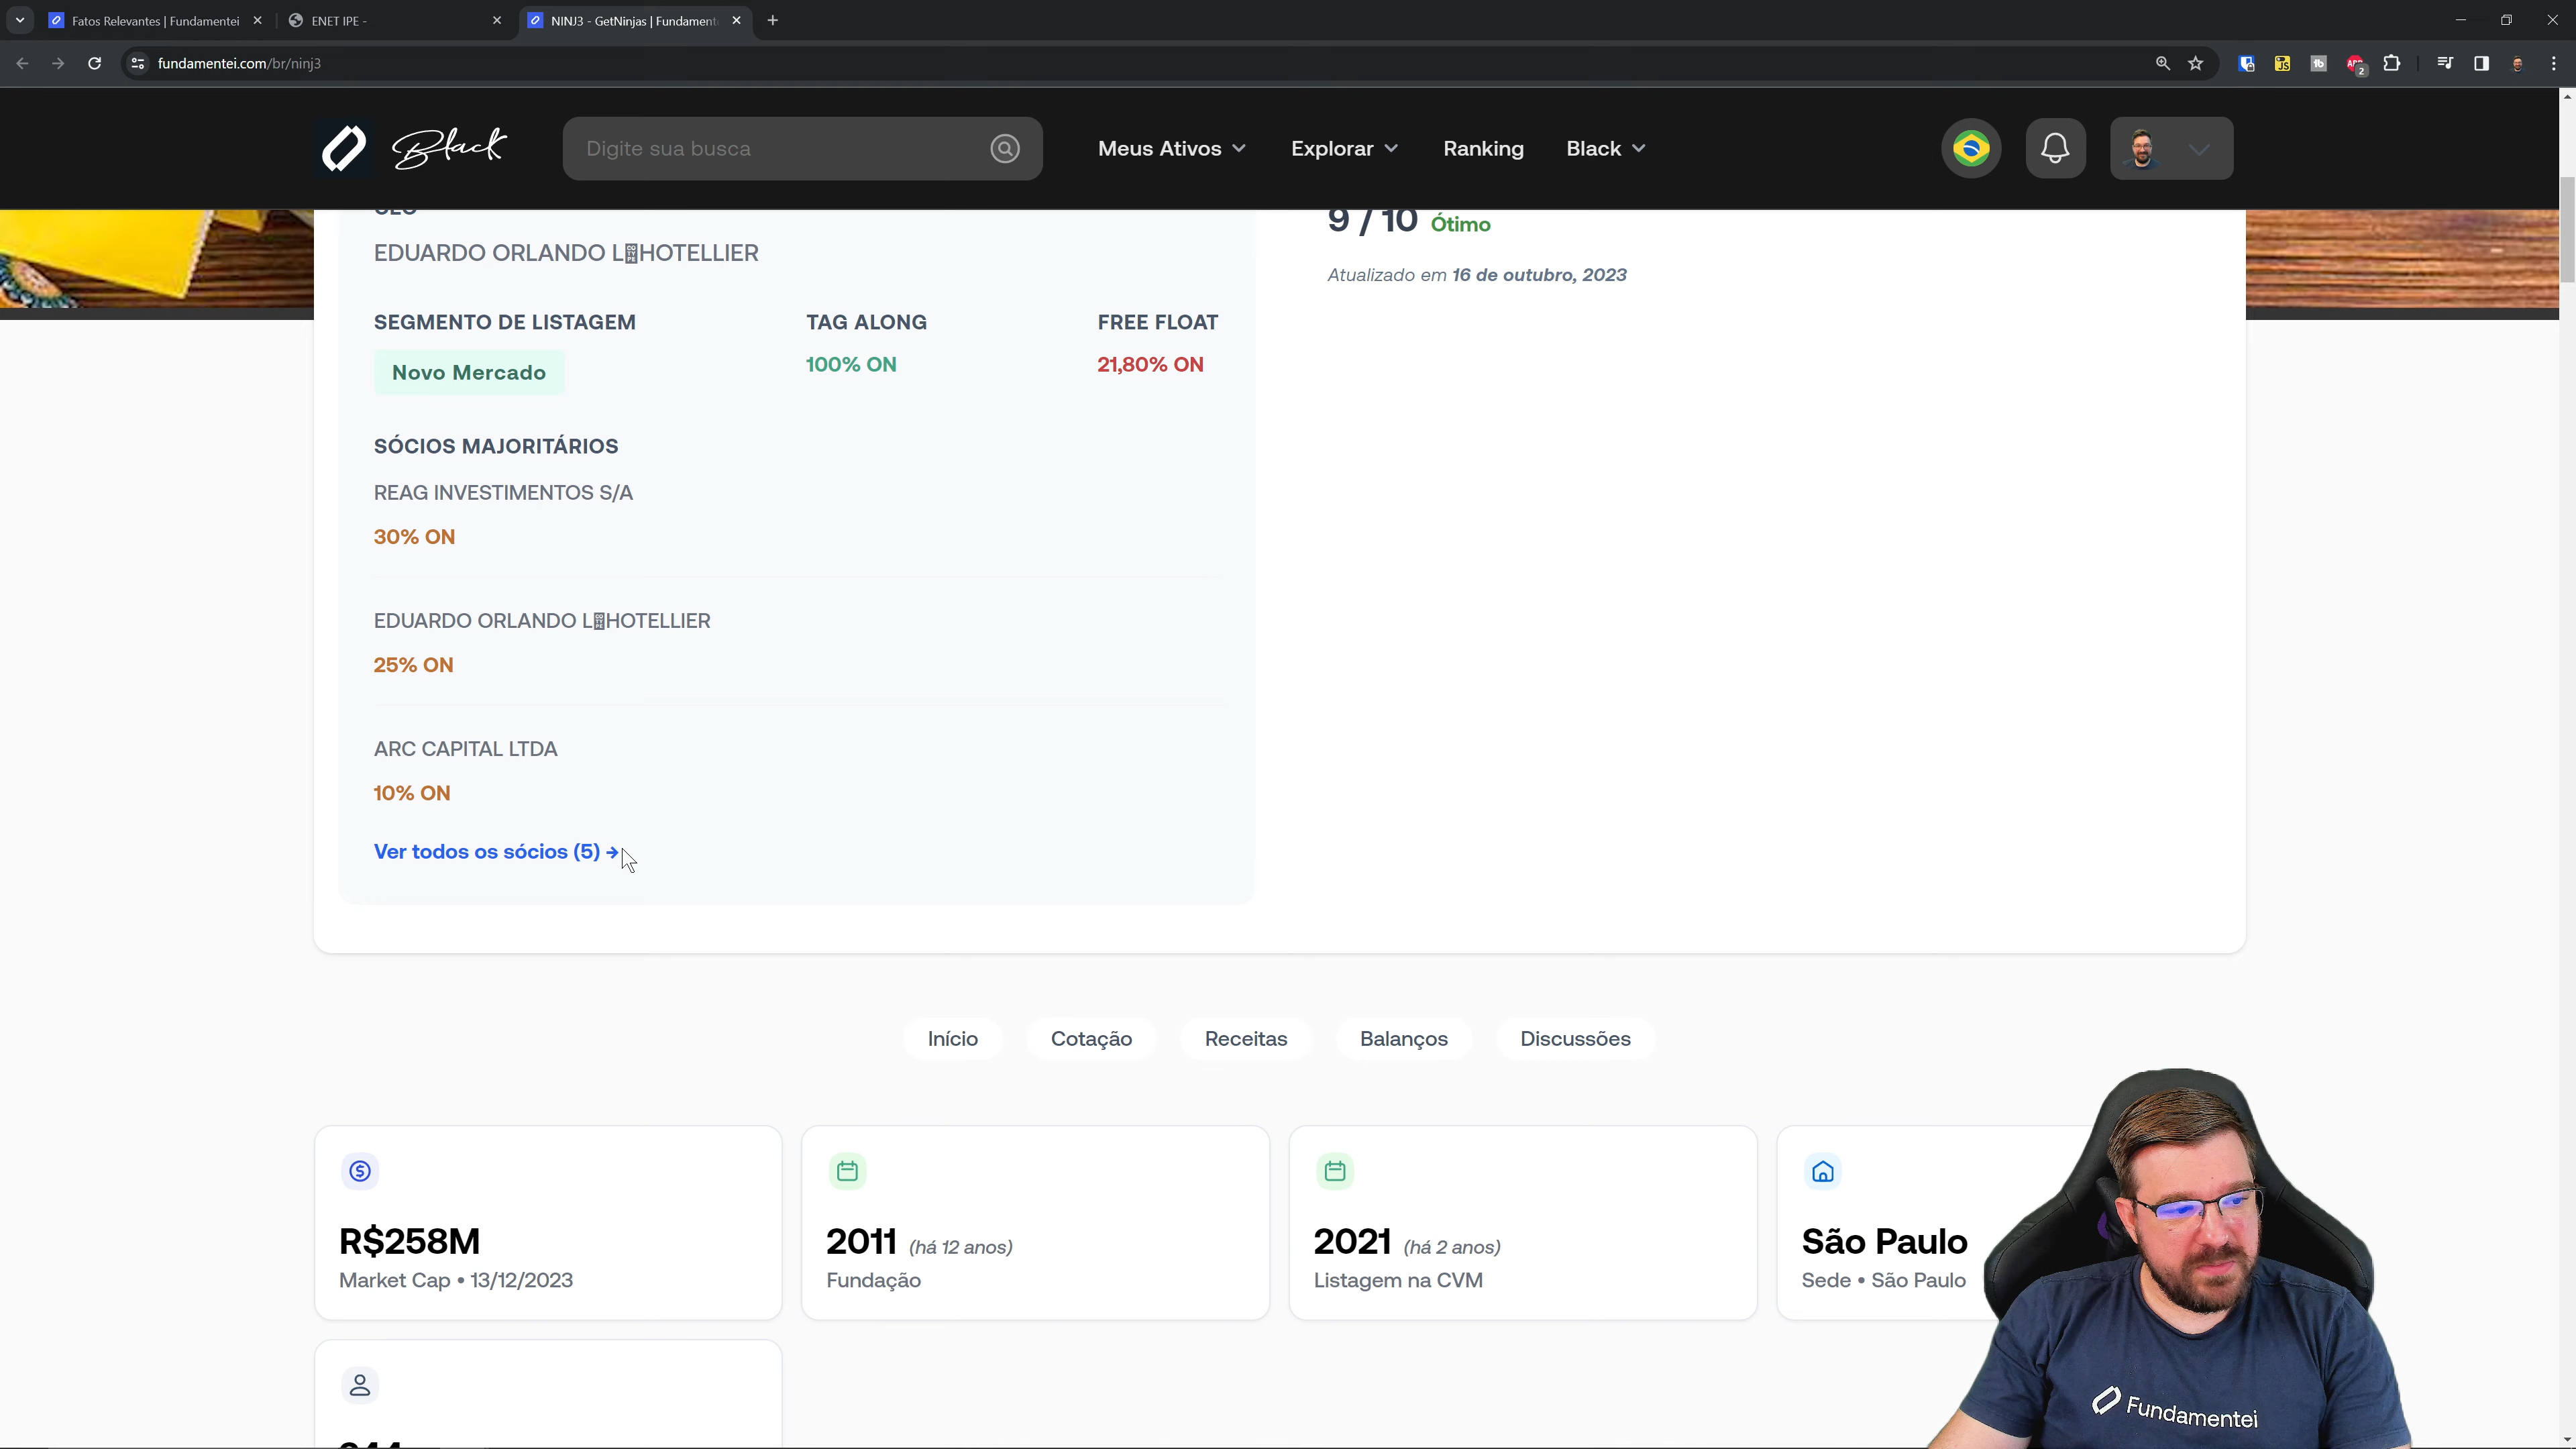 Fatos Relevantes | Fundamentei
ENET IPE -
NINJ3 - GetNinjas | Fundament
fundamentei.com/br/ninj3
2
Black
Digite sua busca
Meus Ativos
Explorar
Ranking
Black
EDUARDO ORLANDO L HOTELLIER
9 / 10 Ótimo
Atualizado em 16 de outubro, 2023
SEGMENTO DE LISTAGEM
TAG ALONG
FREE FLOAT
Novo Mercado
100% ON
21,80% ON
SÓCIOS MAJORITÁRIOS
REAG INVESTIMENTOS S/A
30% ON
EDUARDO ORLANDO L HOTELLIER
25% ON
ARC CAPITAL LTDA
10% ON
Ver todos os sócios (5) →
Início
Cotação
Receitas
Balanços
Discussões
R$258M
Market Cap • 13/12/2023
2011 (há 12 anos)
Fundação
2021 (há 2 anos)
Listagem na CVM
São Paulo
Sede • São Paulo
Fundamentei